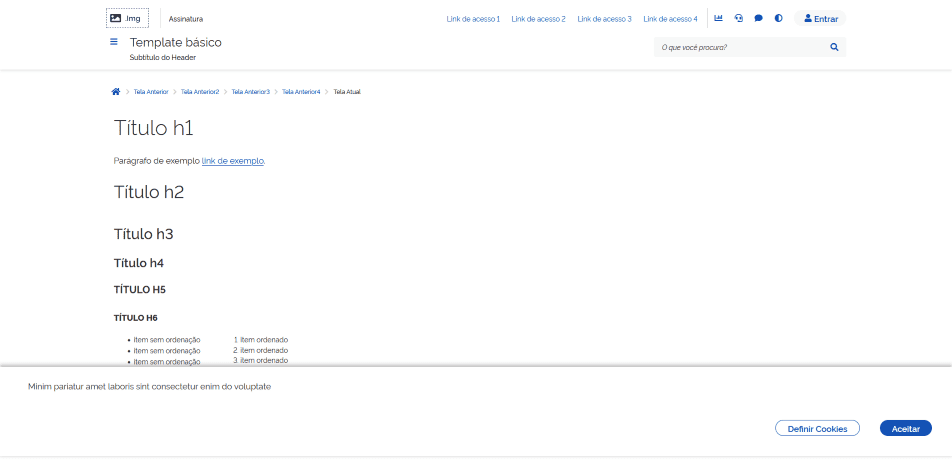 .img
Assinatura
Link de acesso 1 Link de acesso 2 Link de acesso 3 Link de acesso 4
Entrar
Template básico
Subtítulo do Header
O que você procura?
Tela Anterior Tela Anterior2 Tela Anterior3 Tela Anterior4 Tela Atual
Título h1
Parágrafo de exemplo link de exemplo.
Título h2
Título h3
Título h4
TÍTULO H5
TÍTULO H6
• item sem ordenação
• item sem ordenação
• item sem ordenação
1. item ordenado
2. item ordenado
3. item ordenado
Minim pariatur amet laboris sint consectetur enim do voluptate
Definir Cookies Aceitar